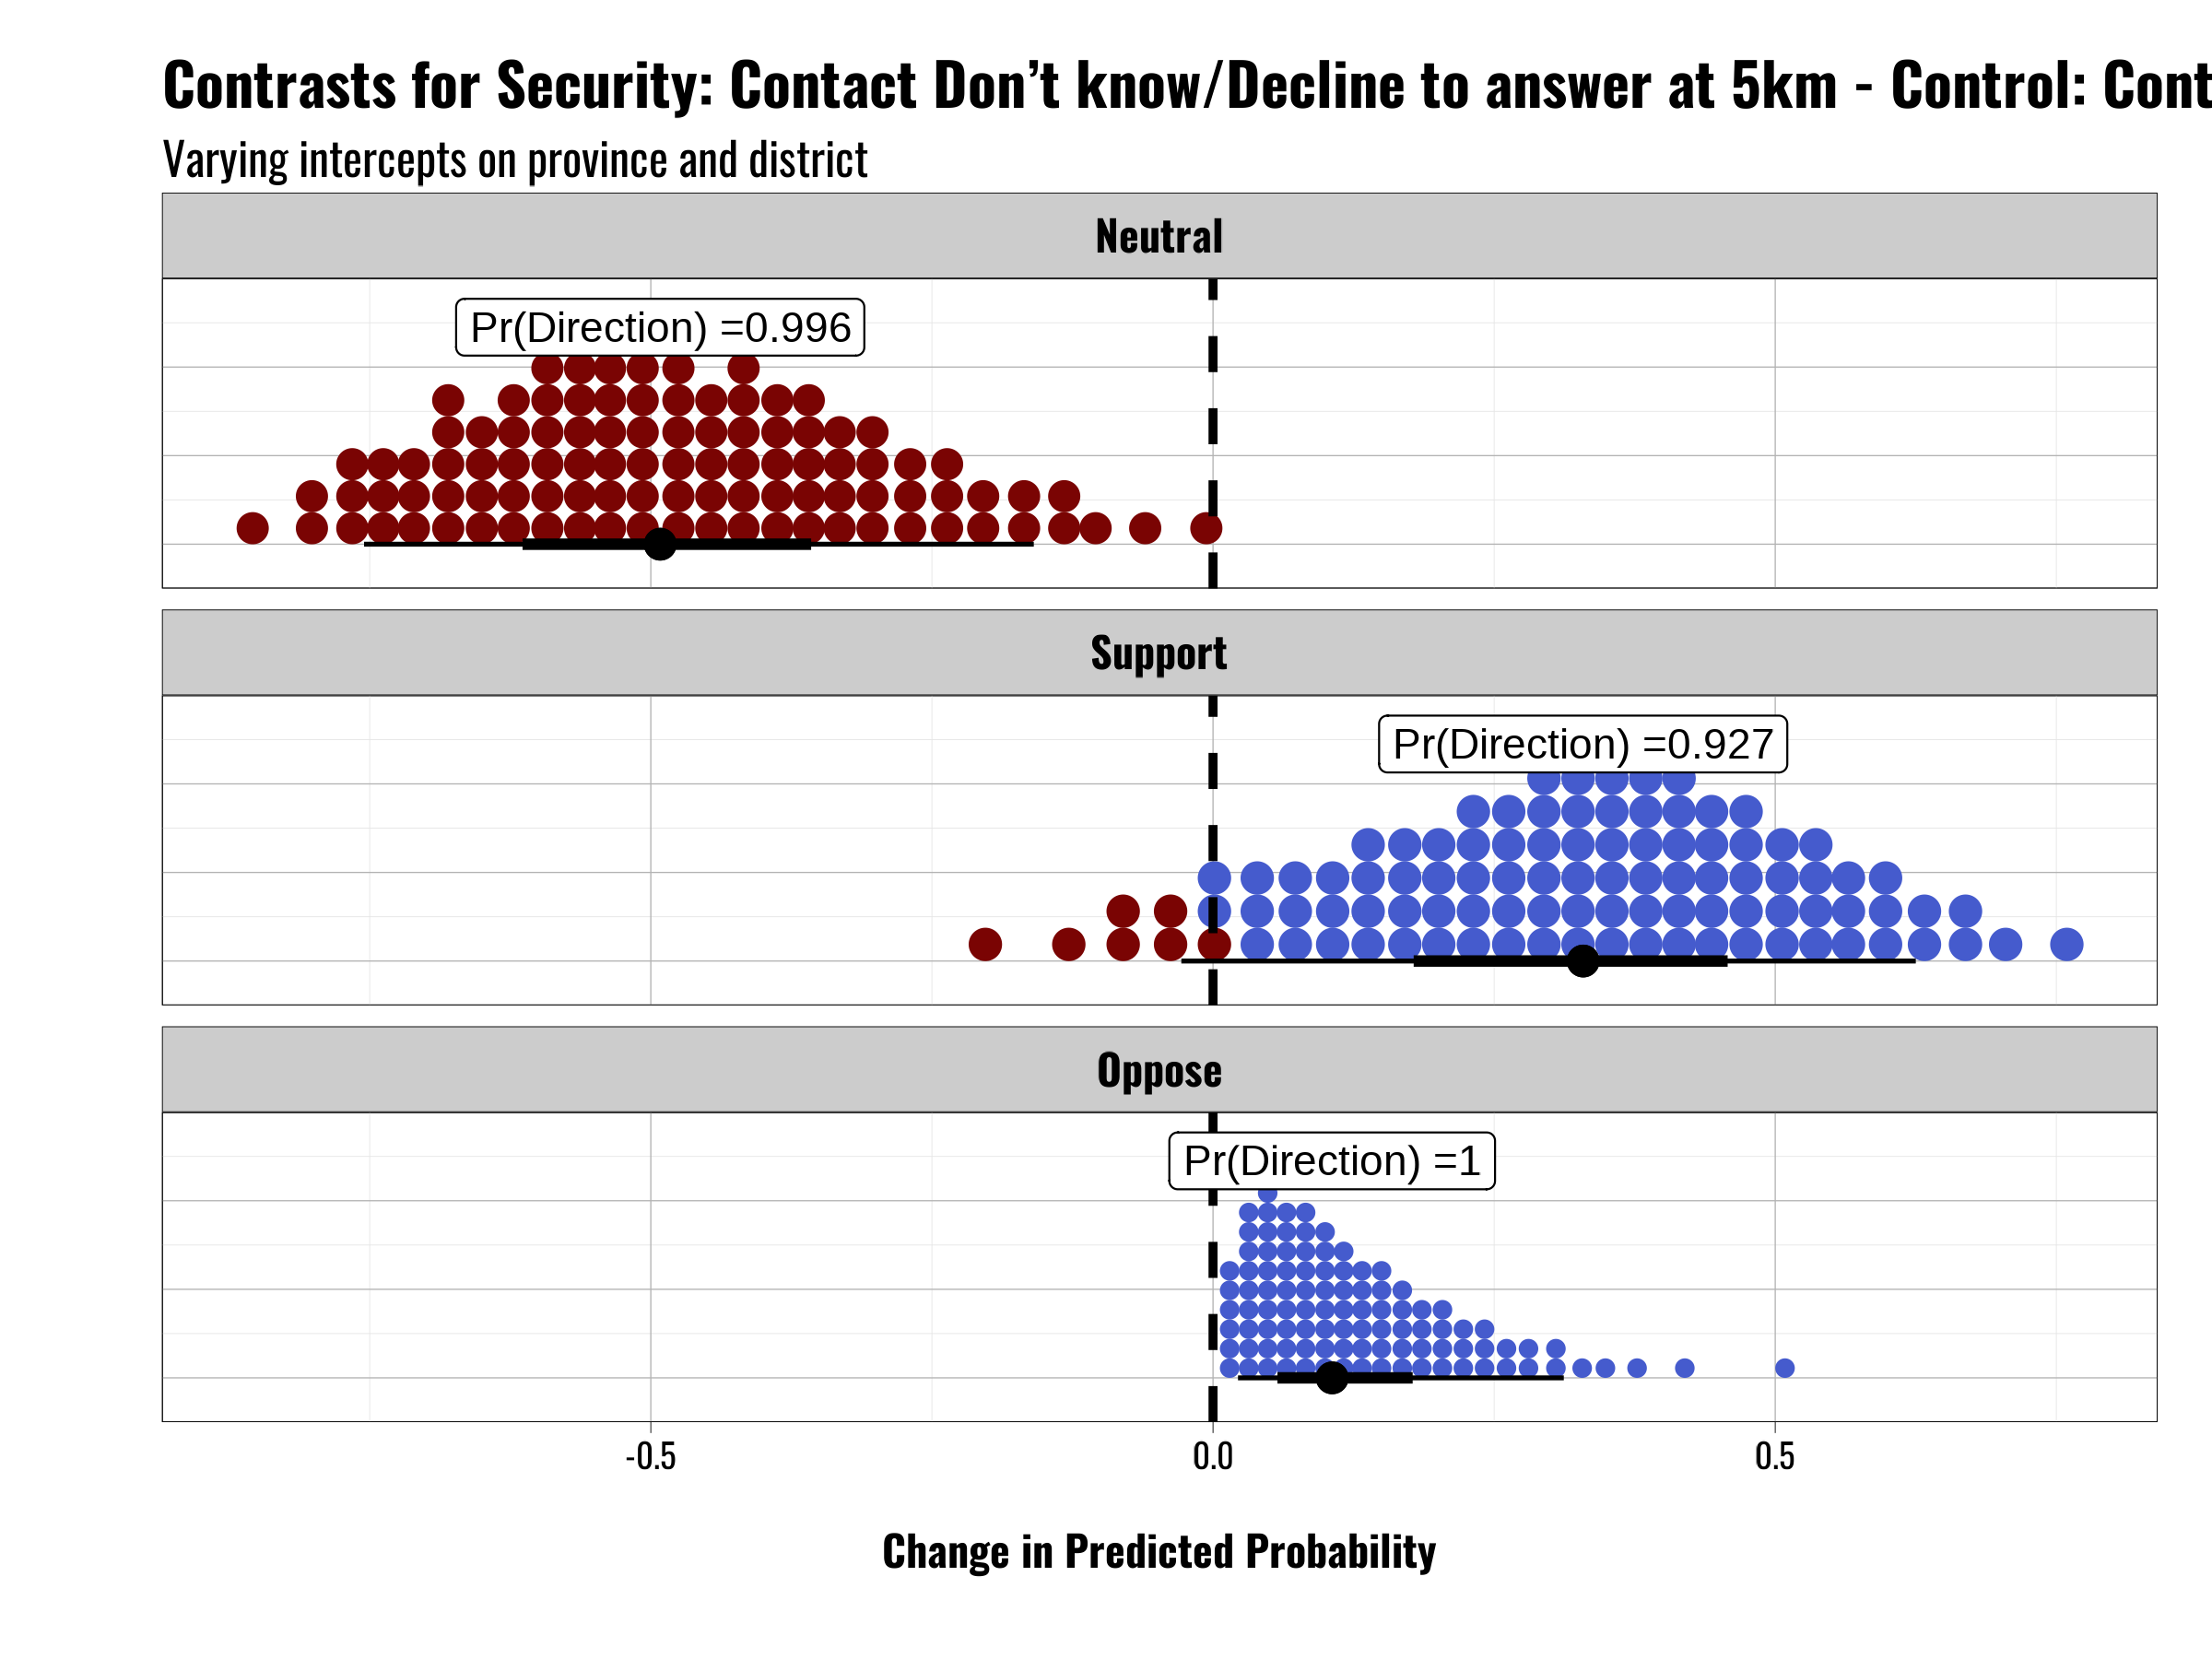 Contrasts for Security: Contact Don’t know/Decline to answer at 5km - Control: Cont
Varying intercepts on province and district
Neutral
Pr(Direction) =0.996
Support
Pr(Direction) =0.927
Oppose
Pr(Direction) =1
-0.5 0.0 0.5
Change in Predicted Probability